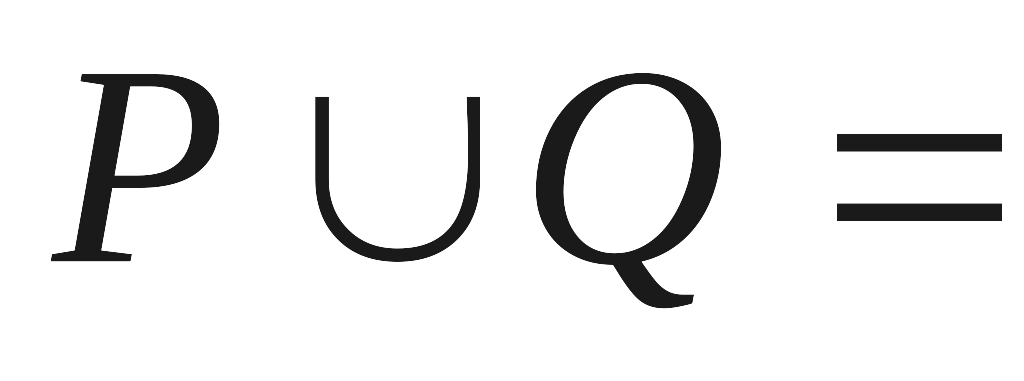 P ∪ Q =